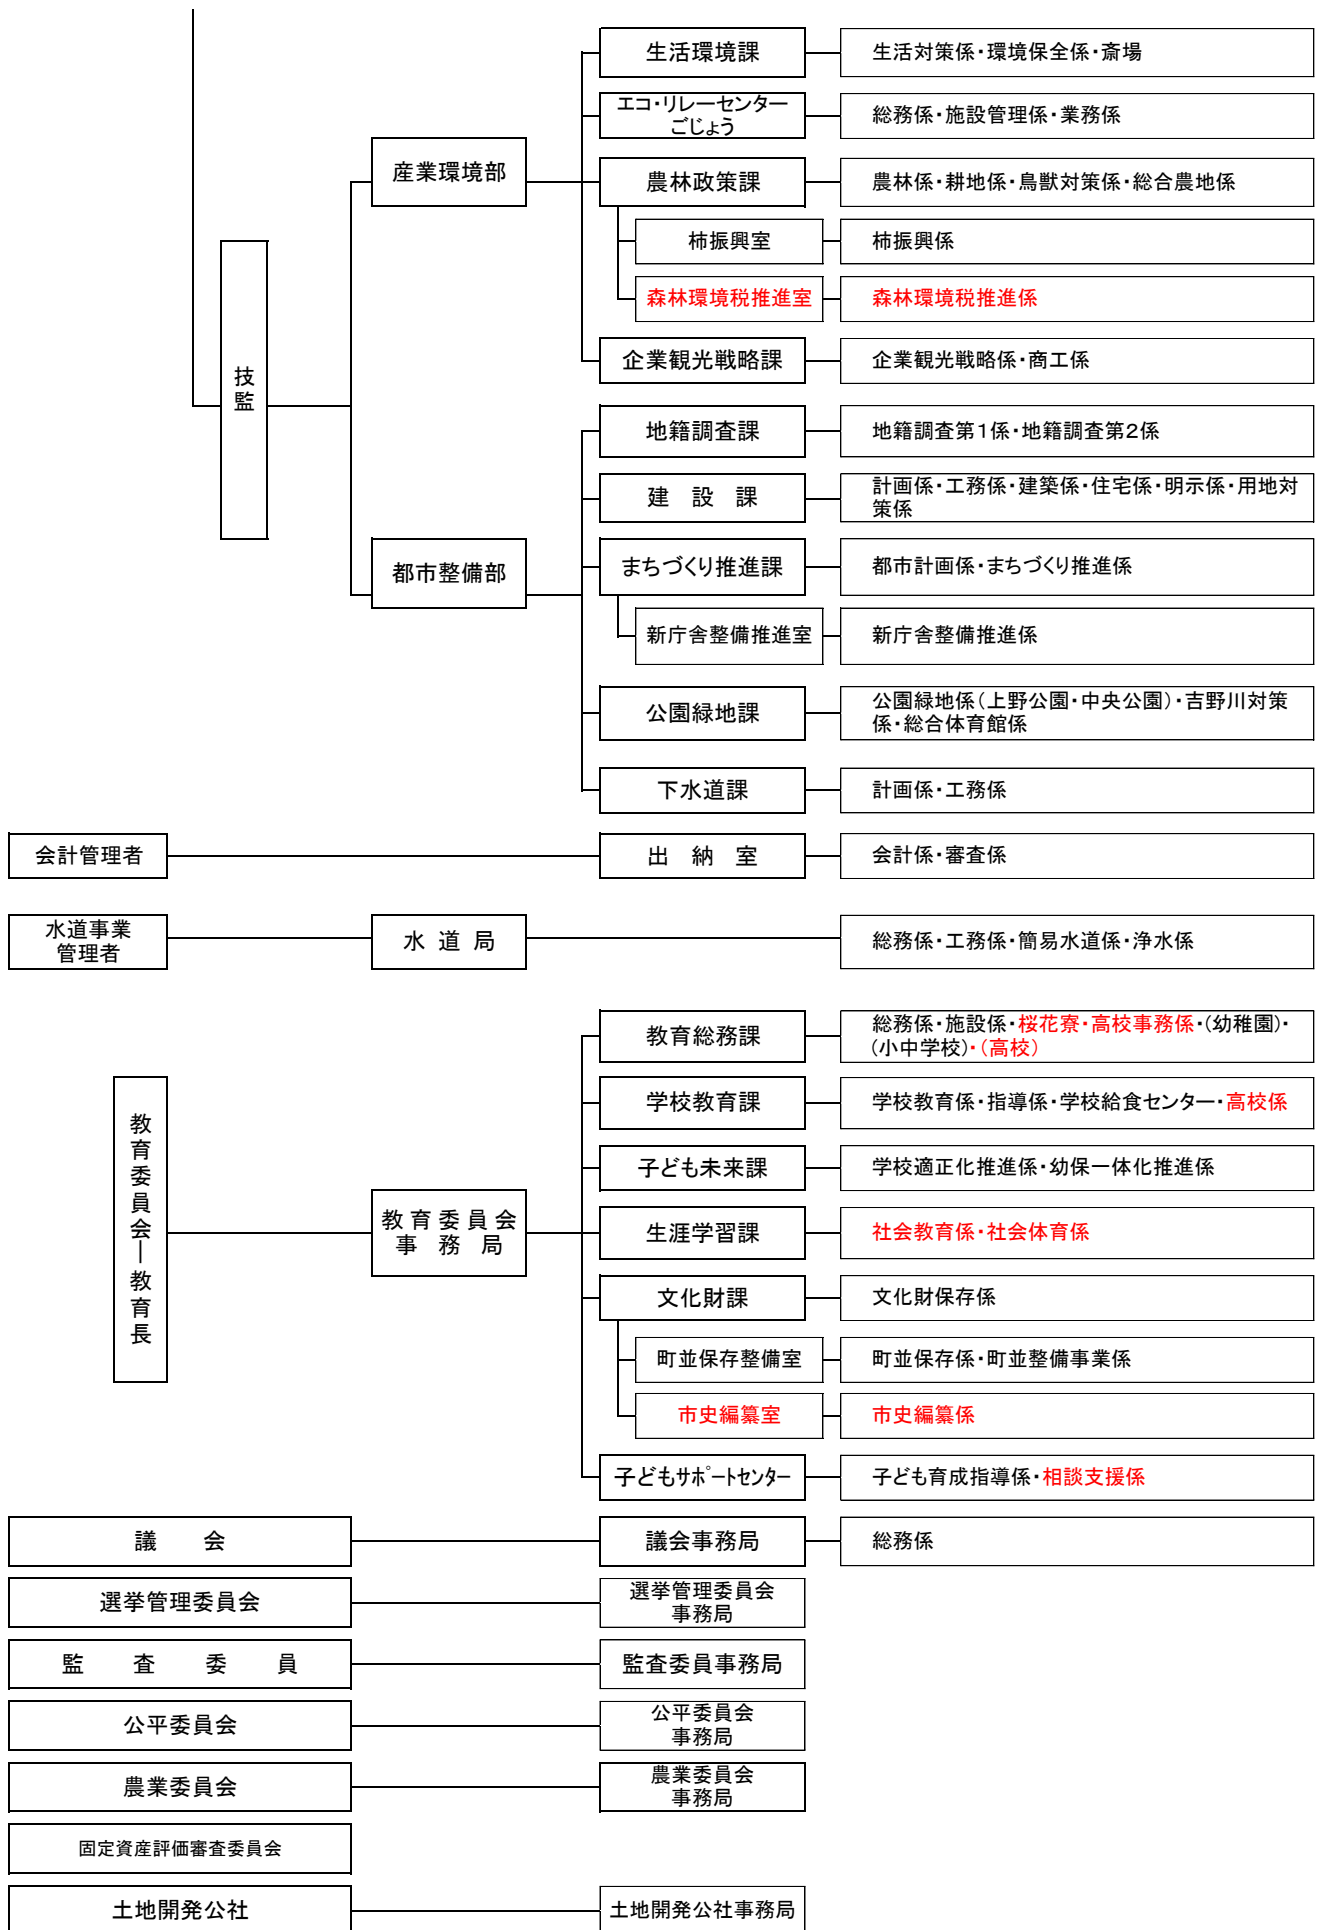 生活環境課
生活対策係・環境保全係・斎場
エコ・リレーセンター
ごじょう
総務係・施設管理係・業務係
産業環境部
農林政策課
農林係・耕地係・鳥獣対策係・総合農地係
柿振興室
柿振興係
森林環境税推進室
森林環境税推進係
企業観光戦略課
企業観光戦略係・商工係
技監
地籍調査課
地籍調査第1係・地籍調査第2係
建　設　課
計画係・工務係・建築係・住宅係・明示係・用地対
策係
都市整備部
まちづくり推進課
都市計画係・まちづくり推進係
新庁舎整備推進室
新庁舎整備推進係
公園緑地課
公園緑地係（上野公園・中央公園）・吉野川対策
係・総合体育館係
下水道課
計画係・工務係
会計管理者
出　納　室
会計係・審査係
水道事業
管理者
水 道 局
総務係・工務係・簡易水道係・浄水係
教育総務課
総務係・施設係・桜花寮・高校事務係・(幼稚園)・
(小中学校)・（高校）
学校教育課
学校教育係・指導係・学校給食センター・高校係
教育委員会―教育長
子ども未来課
学校適正化推進係・幼保一体化推進係
教育委員会
事　務　局
生涯学習課
社会教育係・社会体育係
文化財課
文化財保存係
町並保存整備室
町並保存係・町並整備事業係
市史編纂室
市史編纂係
子どもｻﾎﾟｰﾄｾﾝﾀｰ
子ども育成指導係・相談支援係
議　　会
議会事務局
総務係
選挙管理委員会
選挙管理委員会
事務局
監　　査　　委　　員
監査委員事務局
公平委員会
公平委員会
事務局
農業委員会
農業委員会
事務局
固定資産評価審査委員会
土地開発公社
土地開発公社事務局